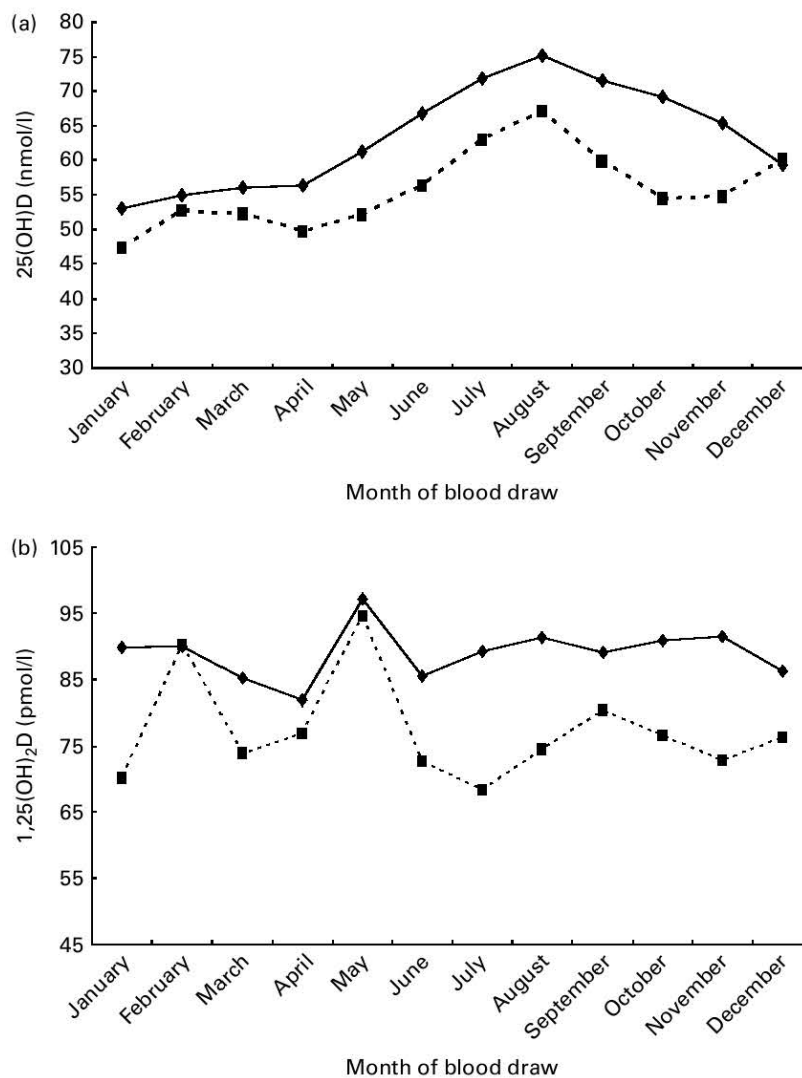 (a)
80
75
70
65
60
55
50
45
40
35
30
25(OH)D (nmol/l)
January
February
March
April
May
June
July
August
September
October
November
December
Month of blood draw
(b)
105
95
85
75
65
55
45
1,25(OH)₂D (pmol/l)
January
February
March
April
May
June
July
August
September
October
November
December
Month of blood draw